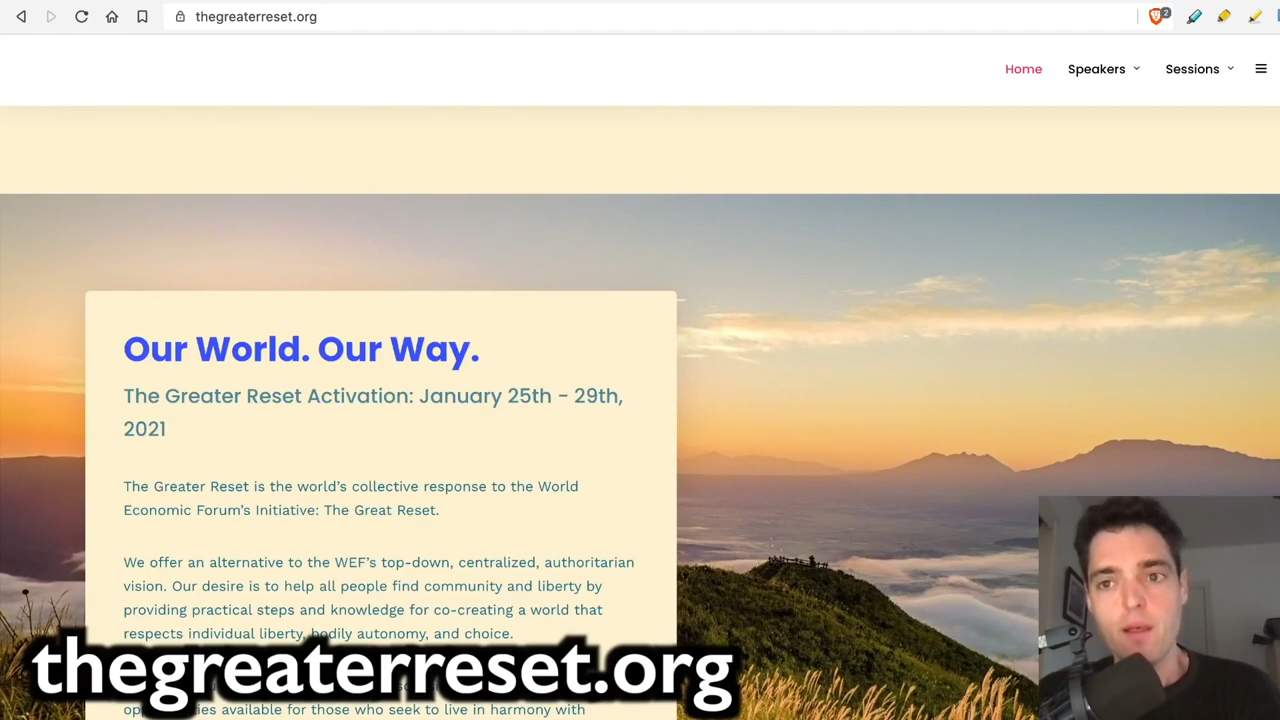 thegreaterreset.org
2
Home Speakers Sessions
Our World. Our Way.
The Greater Reset Activation: January 25th - 29th,
2021
The Greater Reset is the world's collective response to the World
Economic Forum's Initiative: The Great Reset.
We offer an alternative to the WEF's top-down, centralized, authoritarian
vision. Our desire is to help all people find community and liberty by
providing practical steps and knowledge for co-creating a world that
respects individual liberty, bodily autonomy, and choice.
thegreaterreset.org
available for those who seek to live in harmony with